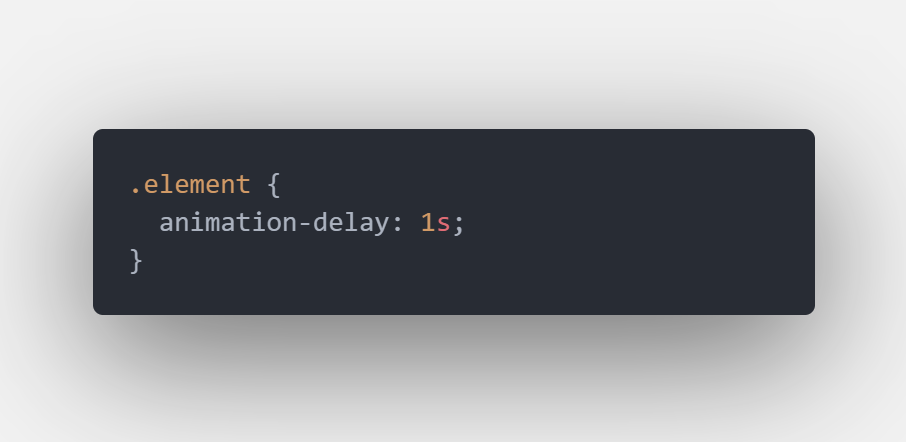 .element {
  animation-delay: 1s;
}